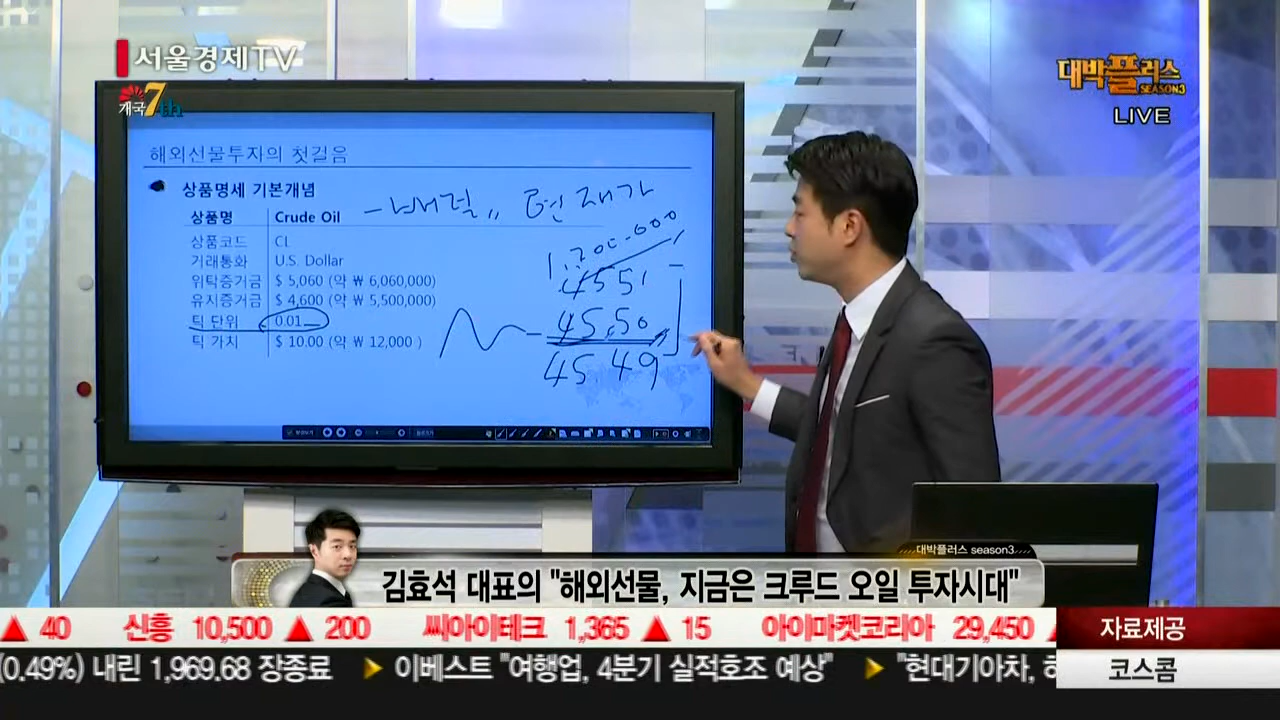 서울경제TV
개국7th
대박플러스
SEASON3
LIVE
해외선물투자의 첫걸음
상품명세 기본개념
상품명 Crude Oil
상품코드 CL
거래통화 U.S. Dollar
위탁증거금 $ 5,060 (약 ₩ 6,060,000)
유지증거금 $ 4,600 (약 ₩ 5,500,000)
틱 단위 0.01
틱 가치 $ 10.00 (약 ₩ 12,000 )
현재가
1.200.000
4551
45.50
45.49
대박플러스 season3
김효석 대표의 "해외선물, 지금은 크루드 오일 투자시대"
▲ 40 신흥 10,500 ▲ 200 씨아이테크 1,365 ▲ 15 아이마켓코리아 29,450
자료제공
(0.49%) 내린 1,969.68 장종료 이베스트 "여행업, 4분기 실적호조 예상" "현대기아차,
코스콤